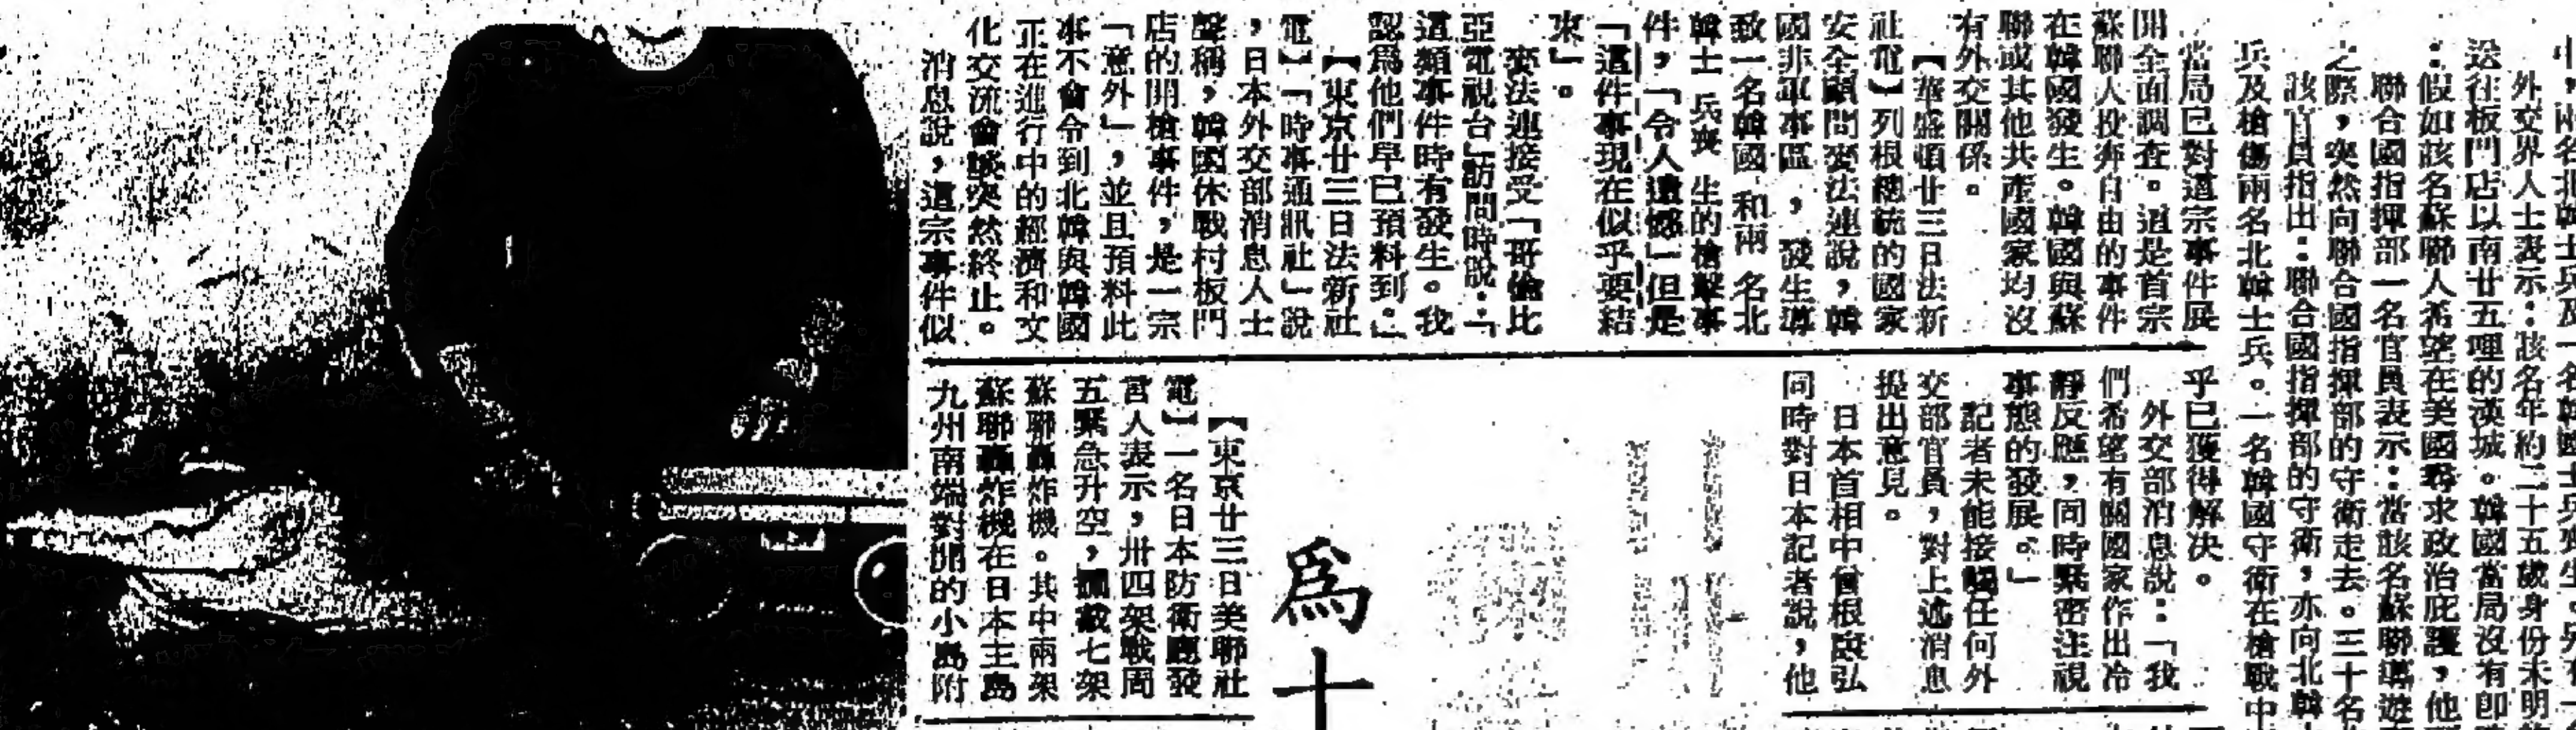 外交界人士表示：該名年約二十五歲身份未明
送往板門店以南廿五哩的漢城。韓國當局沒有即
：假如該名蘇聯人希望在美國尋求政治庇護，他
聯合國指揮部一名官員表示：當該名蘇聯導遊
之際，突然向聯合國指揮部的守衛走去。三十名
該官員指出：聯合國指揮部的守衛，亦向北韓
兵及槍傷兩名北韓士兵。一名韓國守衛在槍戰中
當局已對這宗事件展
開全面調查。這是首宗
蘇聯人投奔自由的事件
在韓國發生。韓國與蘇
聯或其他共產國家均沒
有外交關係。
【華盛頓廿三日法新
社電】列根總統的國家
安全顧問麥法連說，韓
國非軍事區，發生導
致一名韓國和兩名北
韓士兵喪生的槍擊事
件，「令人遺憾」但是
「這件事現在似乎要結
束」。
麥法連接受「哥倫比
亞電視台」訪問時說：「
這類事件時有發生。我
認爲他們早已預料到。」
【東京廿三日法新社
電】「時事通訊社」說
，日本外交部消息人士
聲稱，韓國休戰村板門
店的開槍事件，是一宗
「意外」，並且預料此
事不會令到北韓與韓國
正在進行中的經濟和文
化交流會談突然終止。
消息說，這宗事件似
乎已獲得解決。
外交部消息說：「我
們希望有關國家作出冷
靜反應，同時緊密注視
事態的發展。」
記者未能接觸任何外
交部官員，對上述消息
提出意見。
日本首相中曾根康弘
同時對日本記者說，他
爲十
【東京廿三日美聯社
電】一名日本防衛廳發
言人表示，卅四架戰周
五緊急升空，攔截七架
蘇聯轟炸機。其中兩架
蘇聯轟炸機在日本主島
九州南端對開的小島附